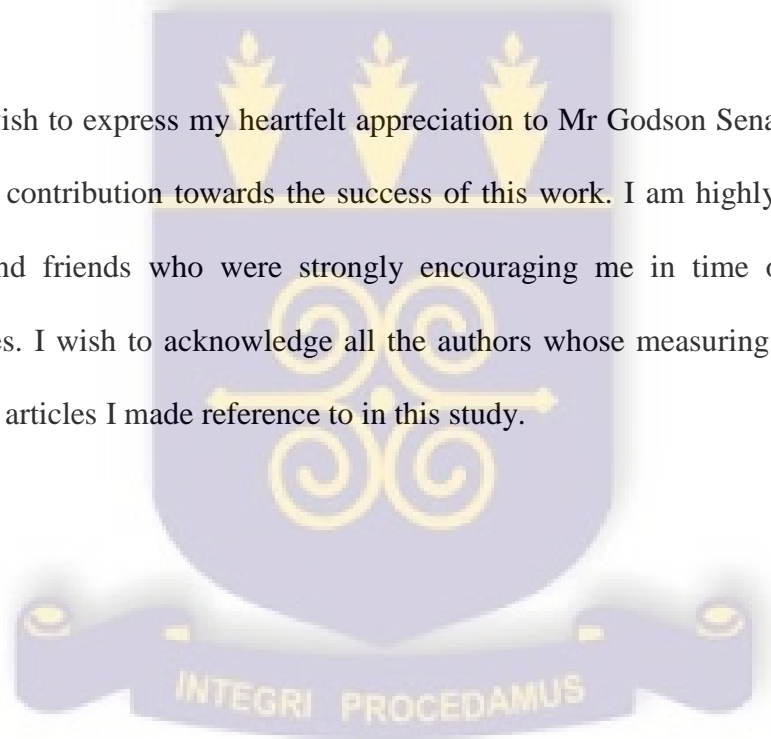 ish to express my heartfelt appreciation to Mr Godson Sena
contribution towards the success of this work. I am highly
nd friends who were strongly encouraging me in time o
es. I wish to acknowledge all the authors whose measuring
articles I made reference to in this study.
INTEGRI PROCEDAMUS